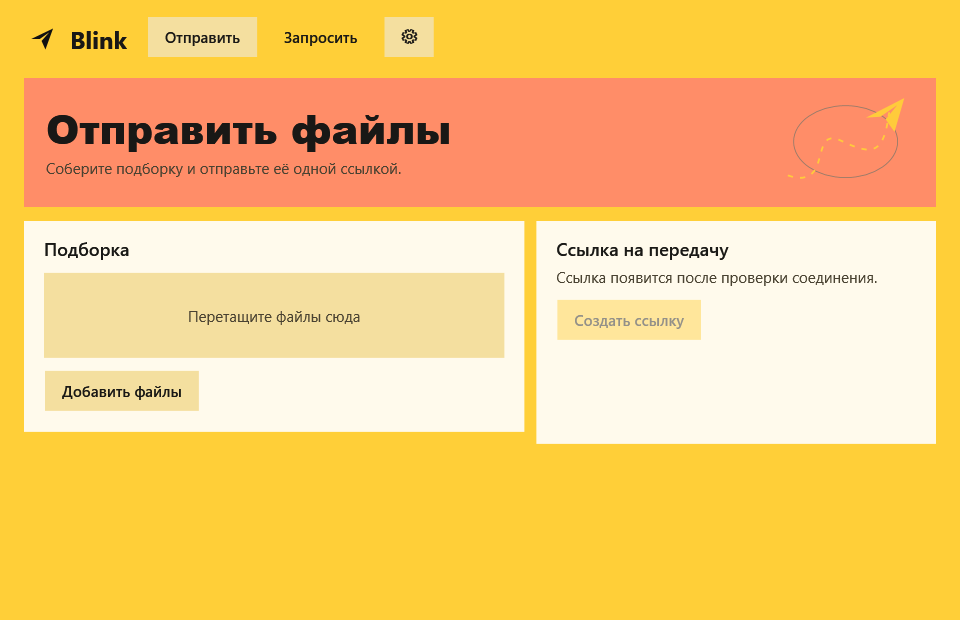 Blink
Отправить
Запросить
Отправить файлы
Соберите подборку и отправьте её одной ссылкой.
Подборка
Перетащите файлы сюда
Добавить файлы
Ссылка на передачу
Ссылка появится после проверки соединения.
Создать ссылку